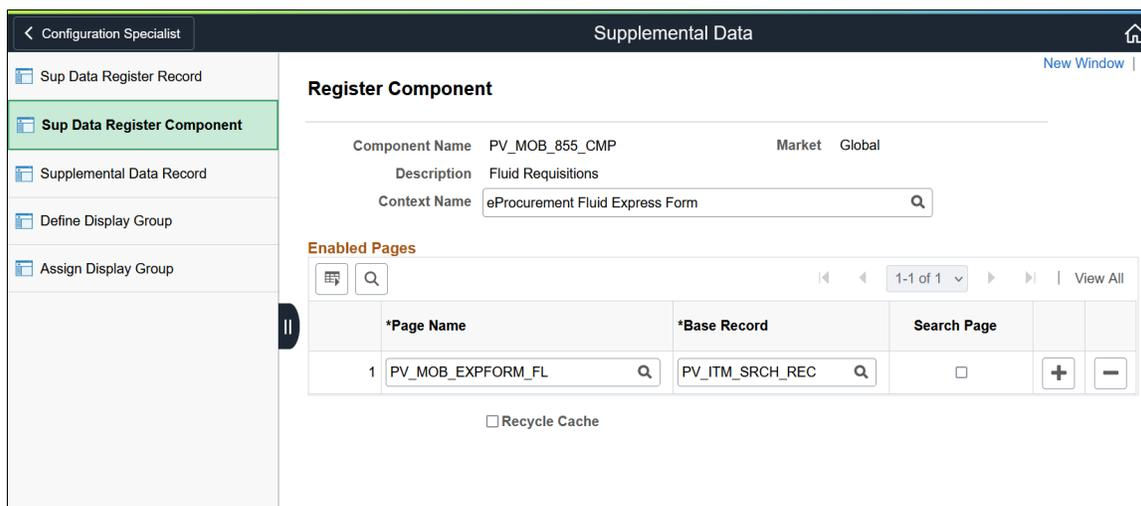 Configuration Specialist
Supplemental Data
New Window |
Sup Data Register Record
Sup Data Register Component
Supplemental Data Record
Define Display Group
Assign Display Group
Register Component
Component Name PV_MOB_855_CMP Market Global
Description Fluid Requisitions
Context Name eProcurement Fluid Express Form
Enabled Pages
1-1 of 1 | View All
*Page Name *Base Record Search Page
1 PV_MOB_EXPFORM_FL PV_ITM_SRCH_REC
Recycle Cache